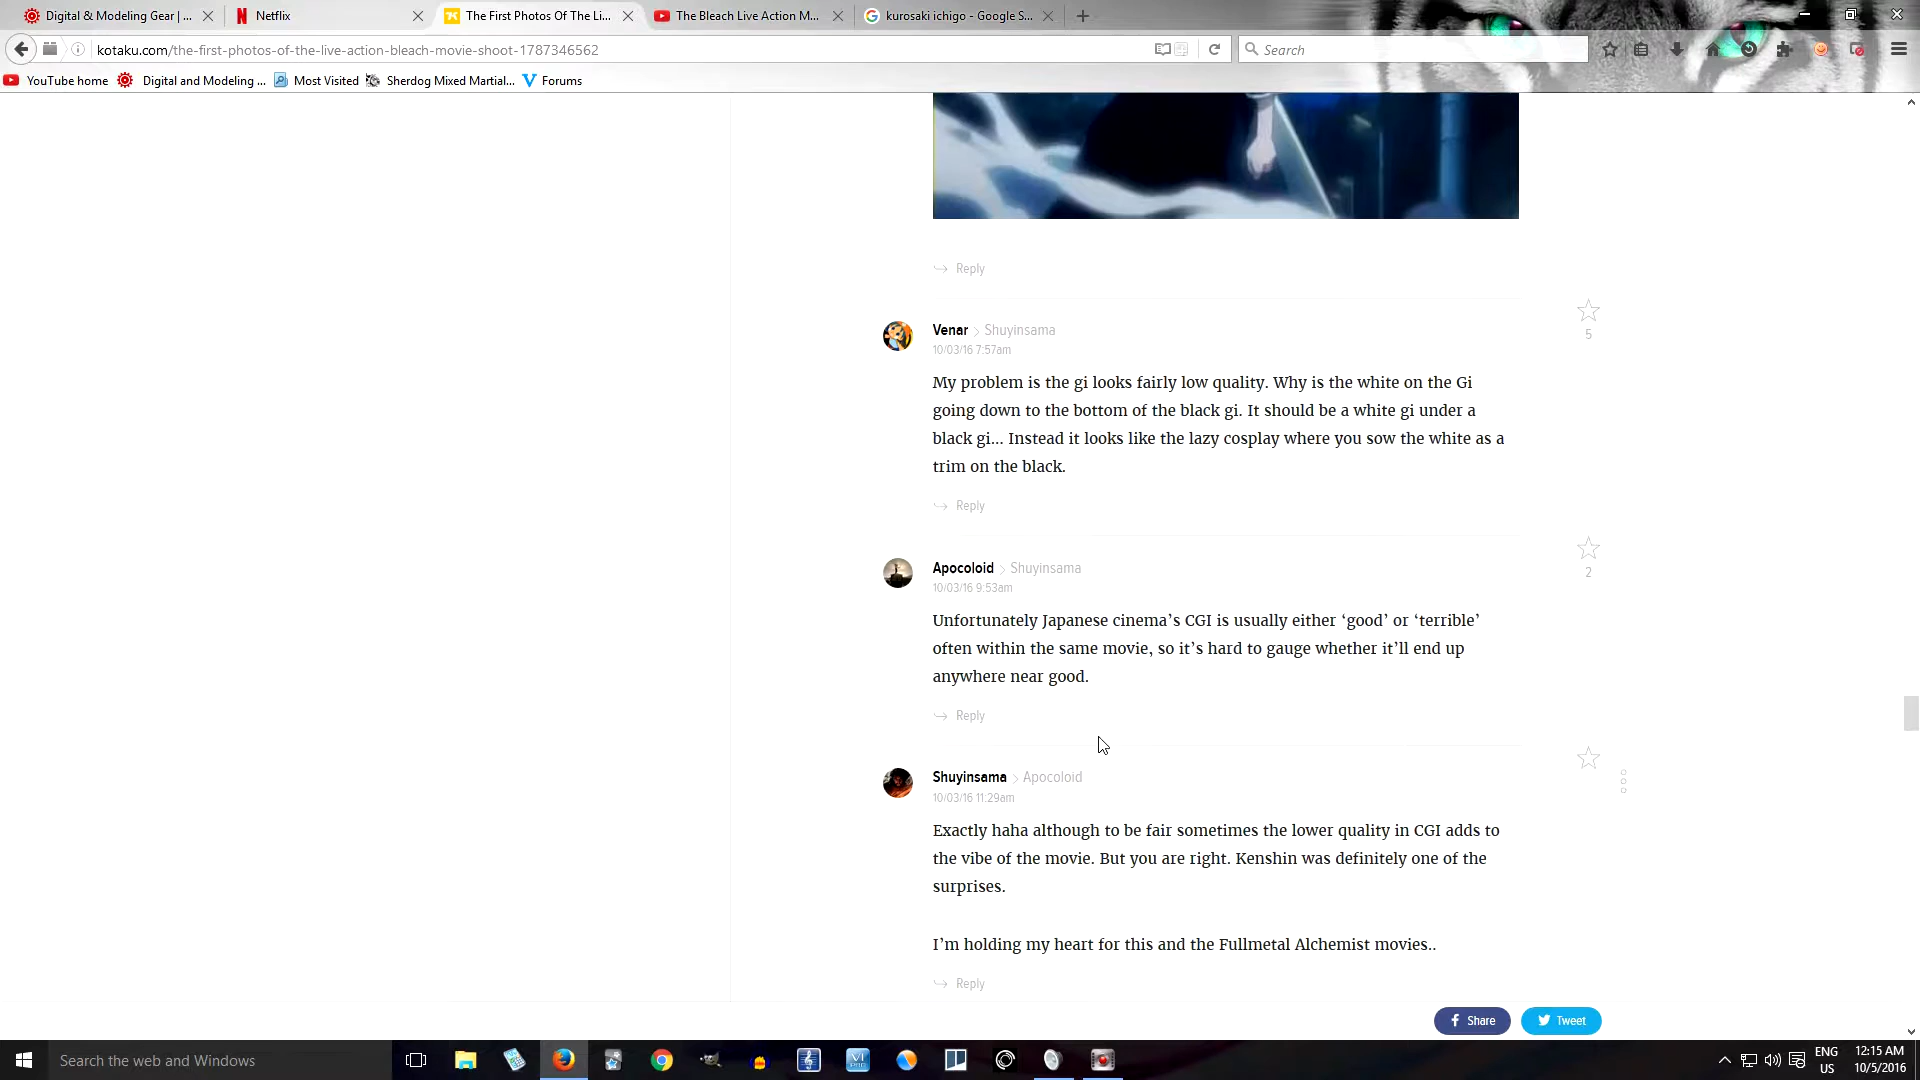 Digital & Modeling Gear | ...
Netflix
The First Photos Of The Li...
The Bleach Live Action M...
kurosaki ichigo - Google S...
kotaku.com/the-first-photos-of-the-live-action-bleach-movie-shoot-1787346562
Search
YouTube home
Digital and Modeling ...
Most Visited
Sherdog Mixed Martial...
Forums
Reply
Venar > Shuyinsama
10/03/16 7:57am
5
My problem is the gi looks fairly low quality. Why is the white on the Gi
going down to the bottom of the black gi. It should be a white gi under a
black gi... Instead it looks like the lazy cosplay where you sow the white as a
trim on the black.
Reply
Apocoloid > Shuyinsama
10/03/16 9:53am
2
Unfortunately Japanese cinema’s CGI is usually either ‘good’ or ‘terrible’
often within the same movie, so it’s hard to gauge whether it’ll end up
anywhere near good.
Reply
Shuyinsama > Apocoloid
10/03/16 11:29am
Exactly haha although to be fair sometimes the lower quality in CGI adds to
the vibe of the movie. But you are right. Kenshin was definitely one of the
surprises.
I’m holding my heart for this and the Fullmetal Alchemist movies..
Reply
Share
Tweet
Search the web and Windows
ENG
US
12:15 AM
10/5/2016